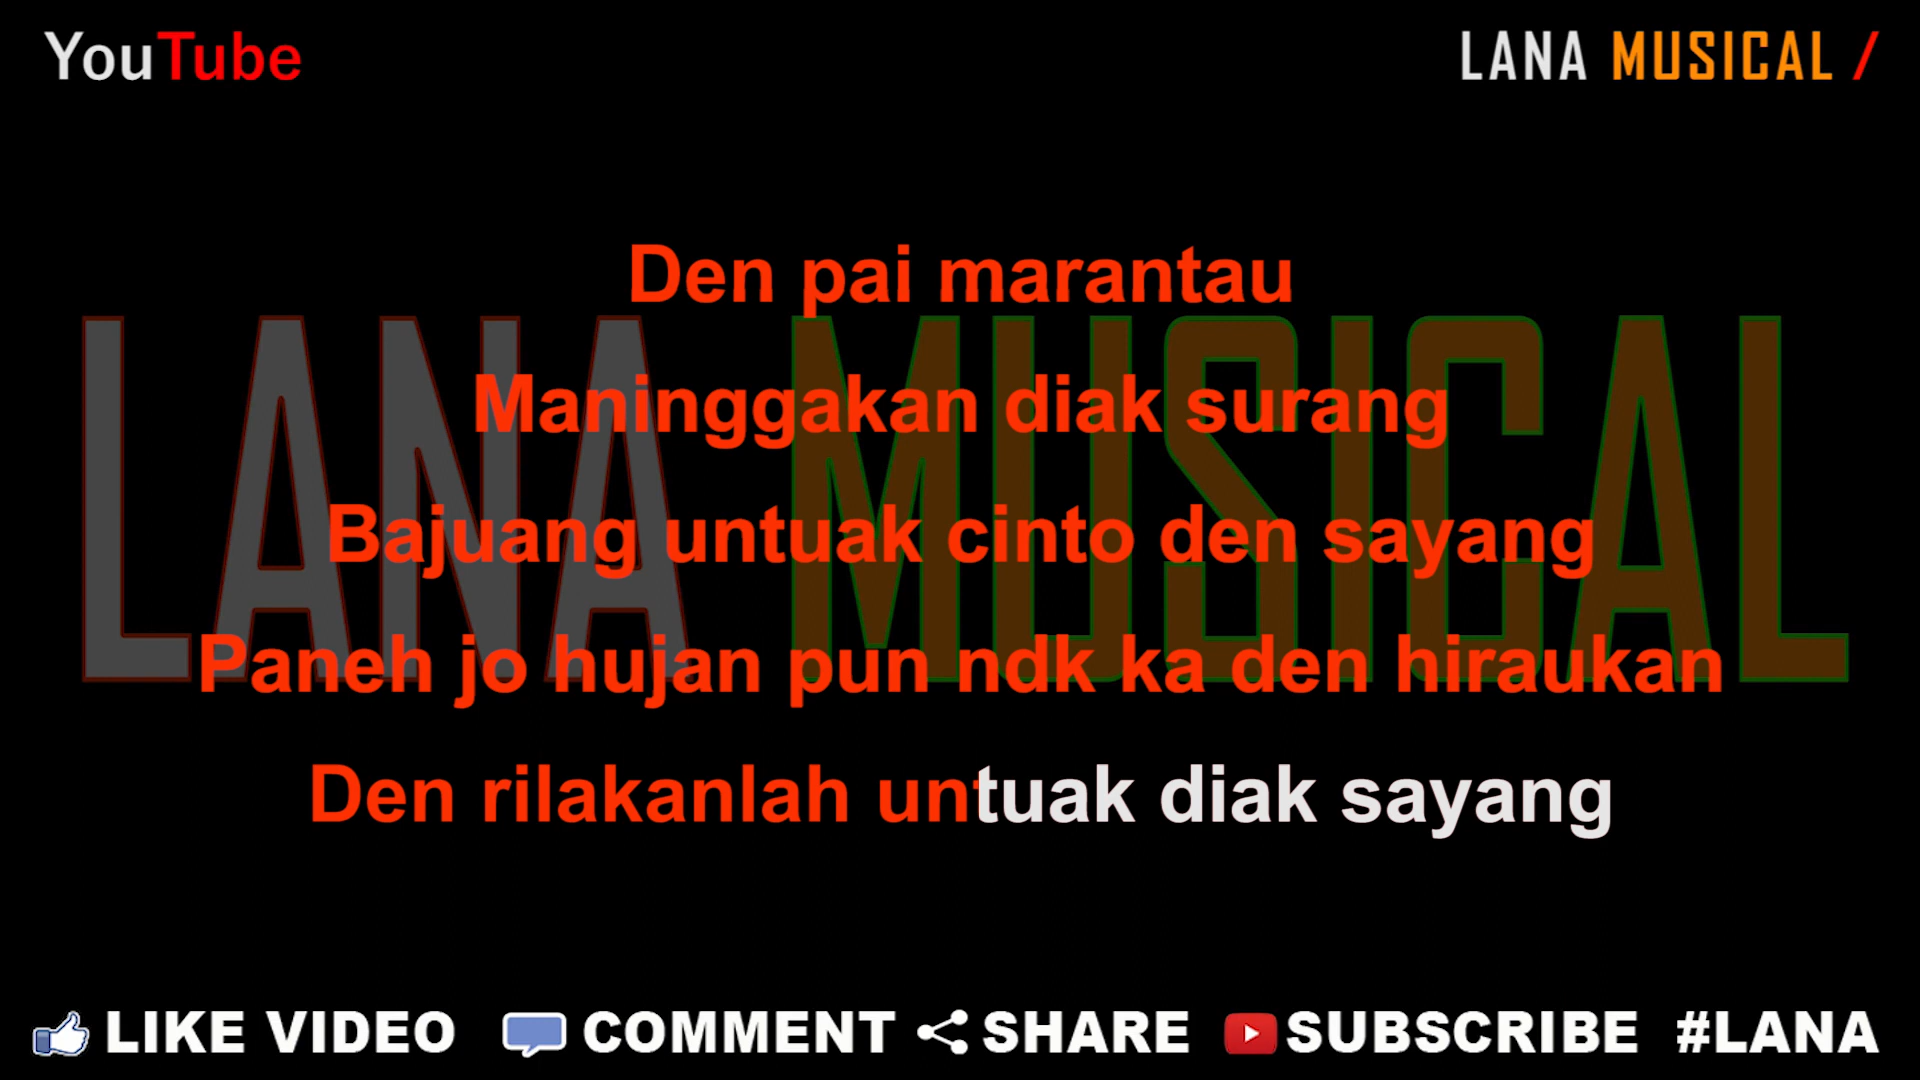 YouTube
LANA MUSICAL /
LANA MUSICAL
Den pai marantau
Maninggakan diak surang
Bajuang untuak cinto den sayang
Paneh jo hujan pun ndk ka den hiraukan
Den rilakanlah untuak diak sayang
LIKE VIDEO COMMENT SHARE SUBSCRIBE #LANA